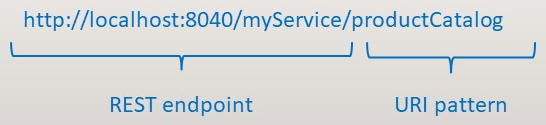 http://localhost:8040/myService/productCatalog
REST endpoint URI pattern